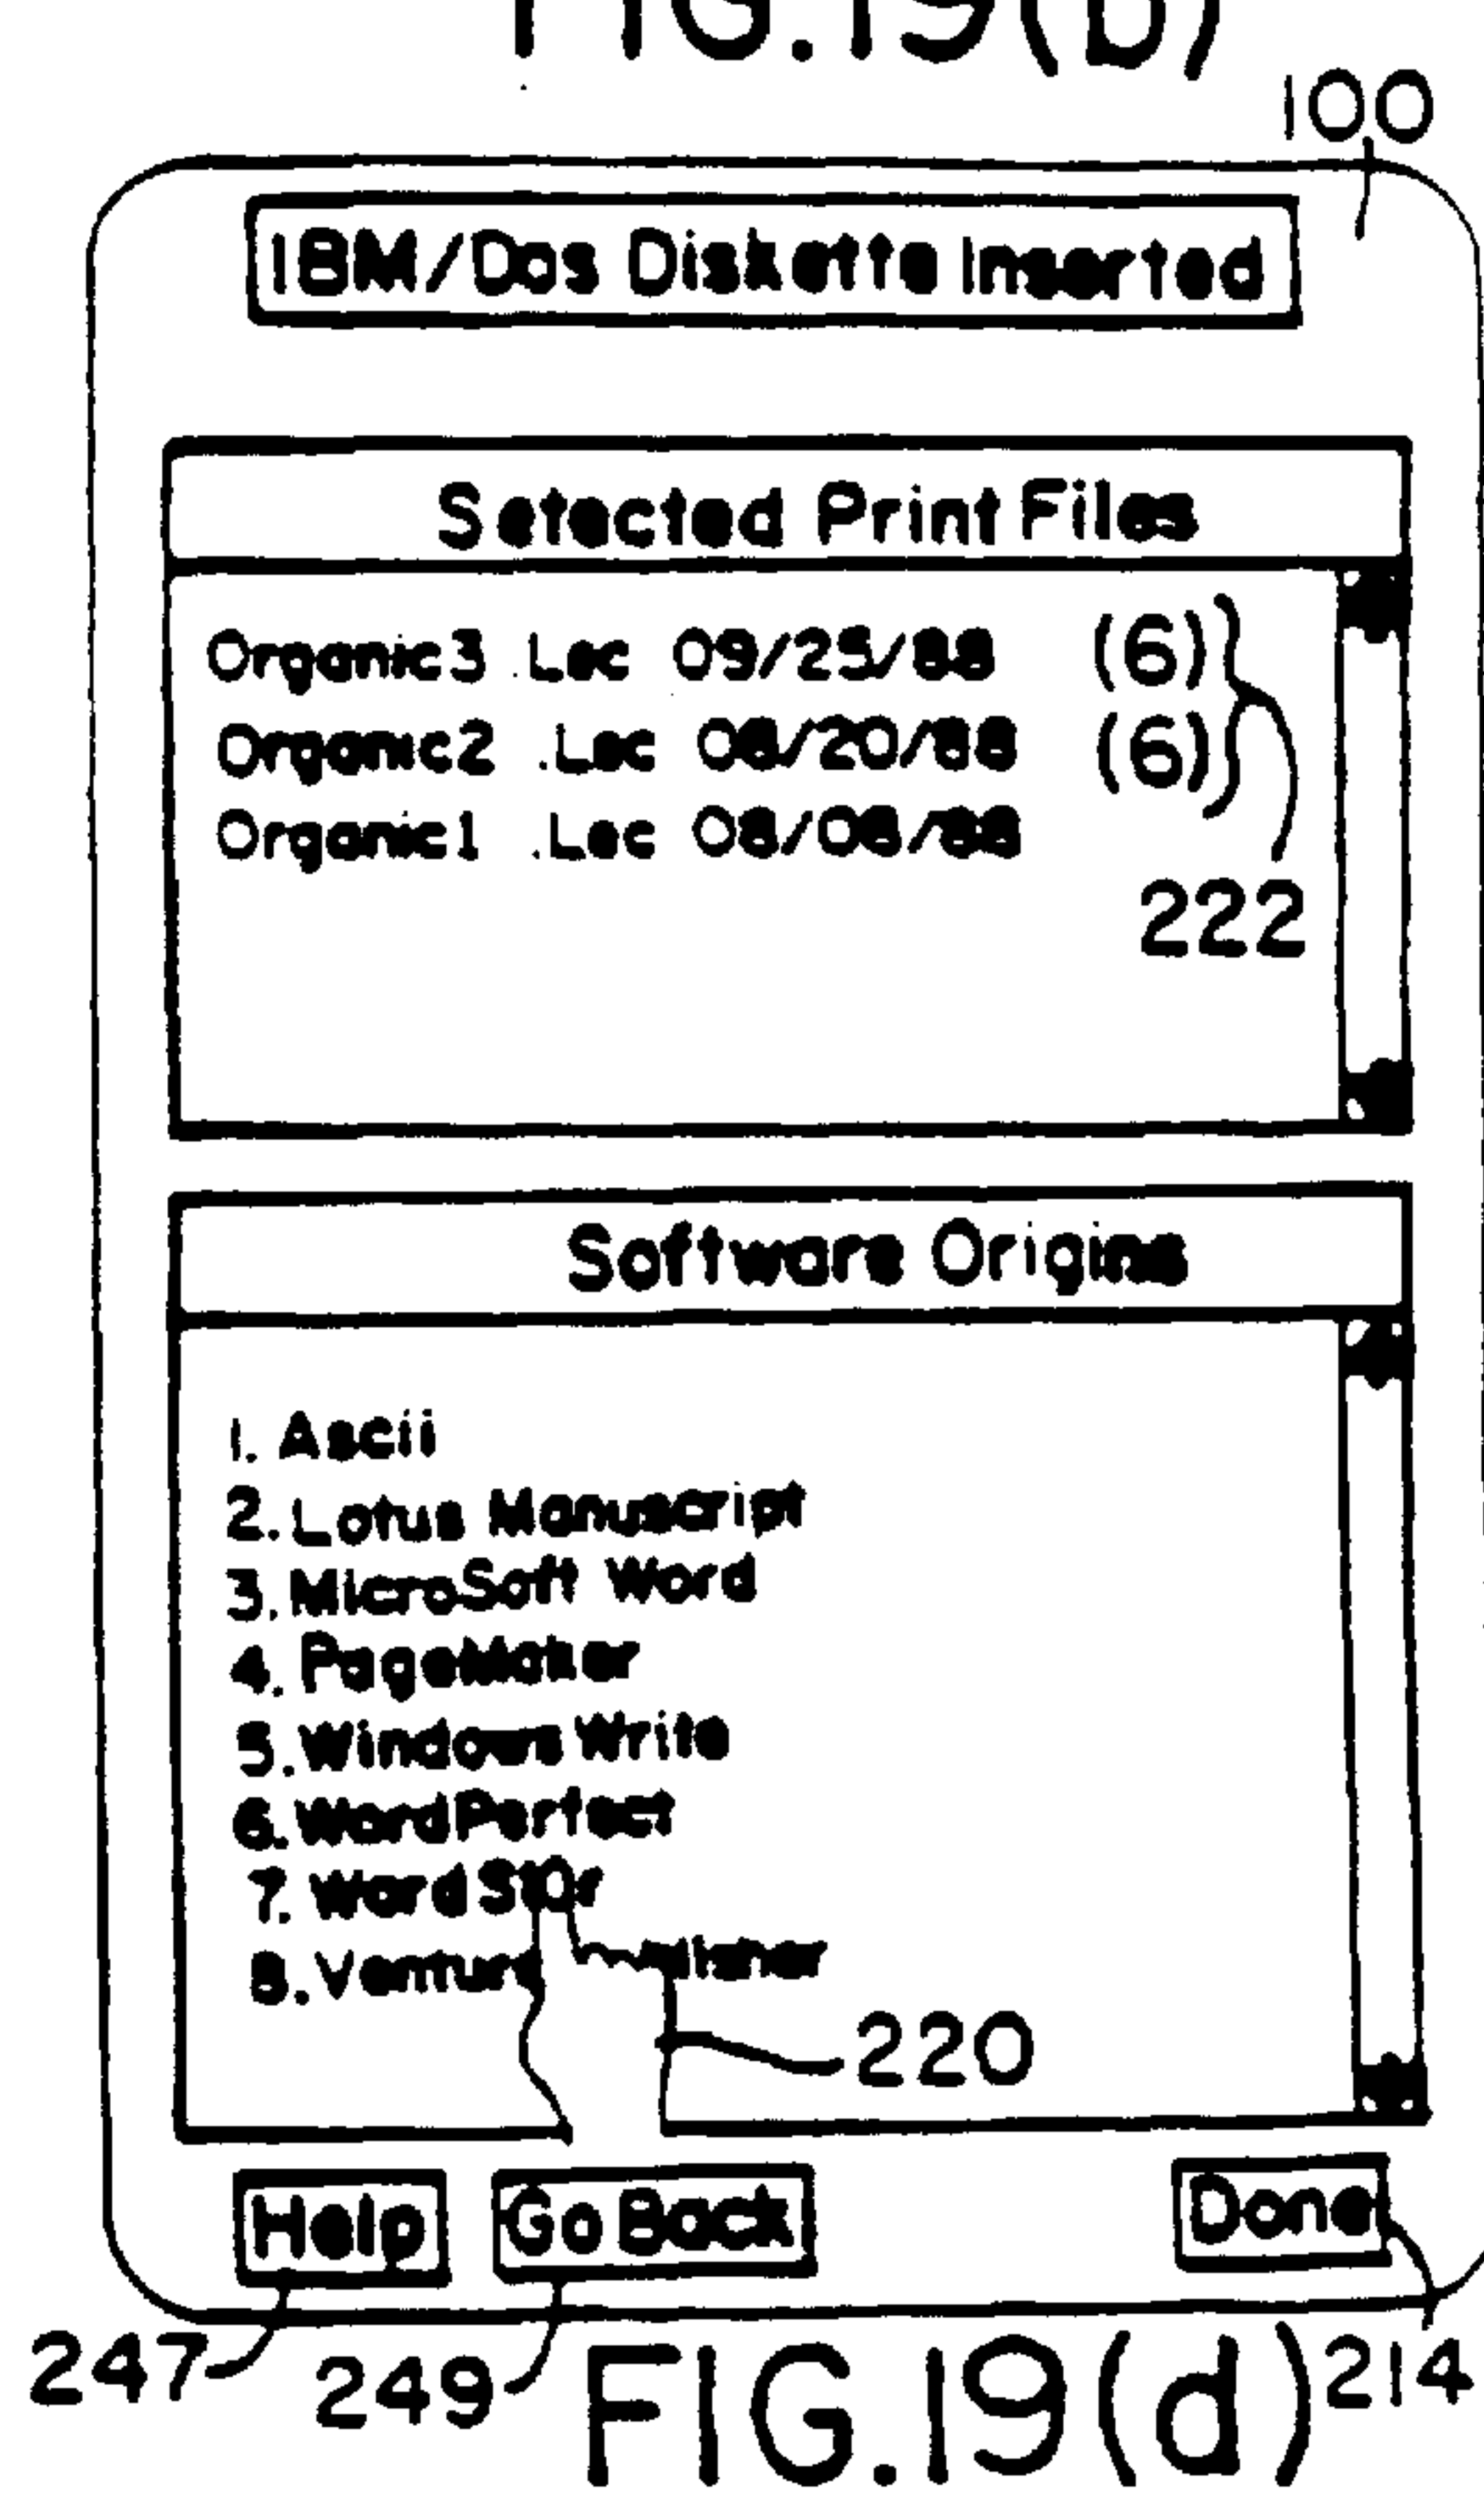 FIG.19(b)
100
IBM/Dos Diskette Inserted
Selected Print Files
Organic3 .Lec 09/25/88 (6)
Organic2 .Lec 08/20/88 (6)
Organic1 .Lec 08/08/88
222
Software Origins
1. Ascii
2. Lotus Manuscript
3. MicroSoft Word
4. PageMaker
5. Windows Write
6. WordPerfect
7. Word Star
8. Ventura
220
Help Go Back Done
247 249 FIG.19(d) 214